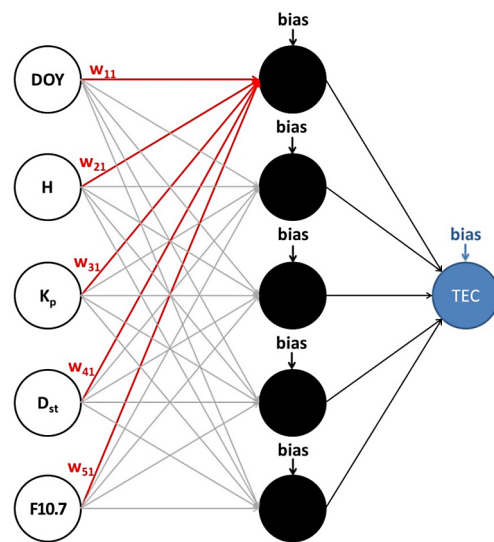 bias
DOY
w11
bias
H
w21
bias
Kp
w31
bias
TEC
bias
Dst
w41
bias
F10.7
w51